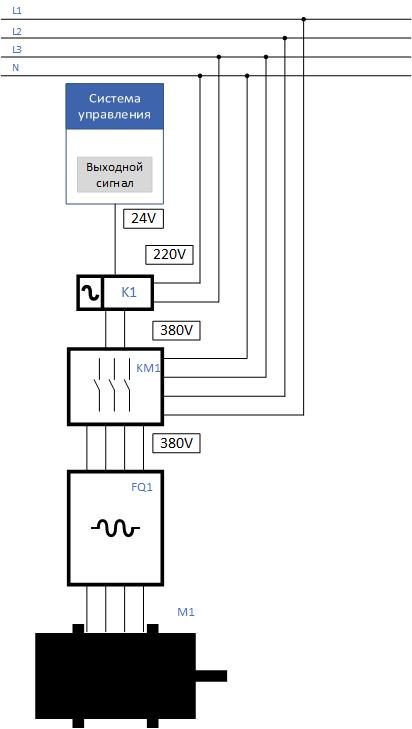 L1
L2
L3
N
Система
управления
Выходной
сигнал
24V
220V
K1
380V
KM1
380V
FQ1
M1